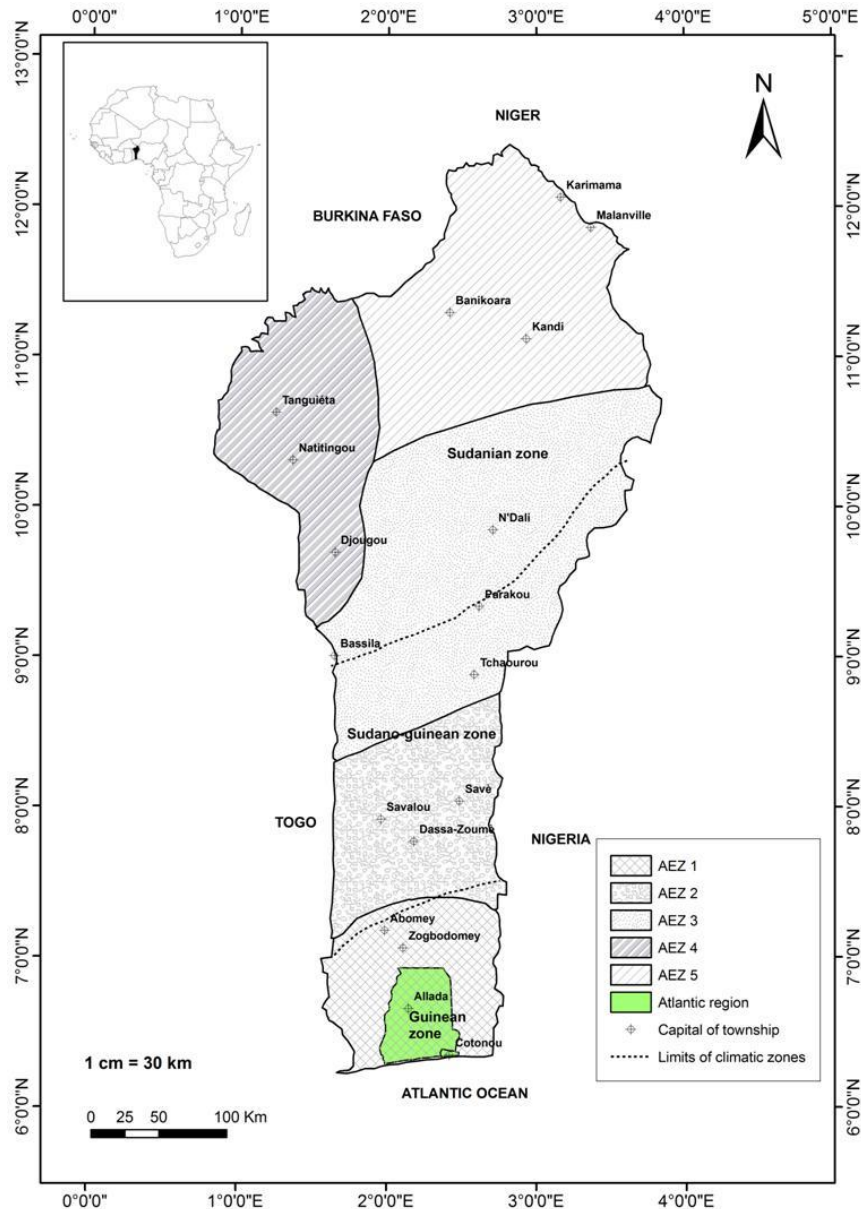 0°0'0" 1°0'0"E 2°0'0"E 3°0'0"E 4°0'0"E 5°0'0"E
13°0'0"N
12°0'0"N 12°0'0"N
11°0'0"N 11°0'0"N
10°0'0"N 10°0'0"N
9°0'0"N 9°0'0"N
8°0'0"N 8°0'0"N
7°0'0"N 7°0'0"N
6°0'0"N 6°0'0"N
N
NIGER
Karimama
BURKINA FASO
Malanville
Banikoara
Kandi
Tanguiéta
Natitingou
Sudanian zone
N'Dali
Djougou
Parakou
Bassila
Tchaourou
Sudano-guinean zone
Savè
Savalou
TOGO
Dassa-Zoumè
NIGERIA
Abomey
Zogbodomey
Allada
Guinean
zone
Cotonou
ATLANTIC OCEAN
AEZ 1
AEZ 2
AEZ 3
AEZ 4
AEZ 5
Atlantic region
Capital of township
Limits of climatic zones
1 cm = 30 km
0 25 50 100 Km
0°0'0" 1°0'0"E 2°0'0"E 3°0'0"E 4°0'0"E